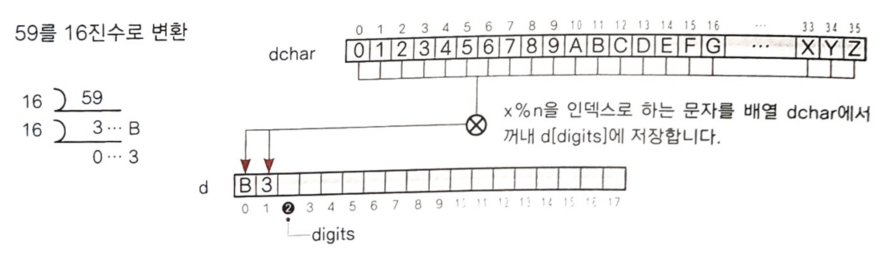 59를 16진수로 변환
16 59
16 3 ··· B
0 ··· 3
0 1 2 3 4 5 6 7 8 9 10 11 12 13 14 15 16 ··· 33 34 35
dchar 0 1 2 3 4 5 6 7 8 9 A B C D E F G ··· X Y Z
x%n을 인덱스로 하는 문자를 배열 dchar에서
꺼내 d[digits]에 저장합니다.
d B 3
0 1 2 3 4 5 6 7 8 9 10 11 12 13 14 15 16 17
digits